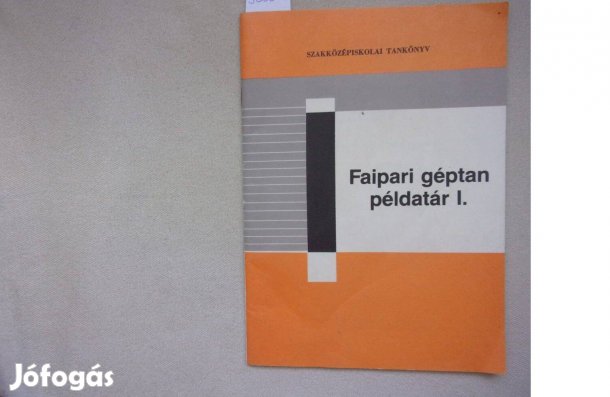 SZAKKÖZÉPISKOLAI TANKÖNYV
Faipari géptan
példatár I.
Jófogás